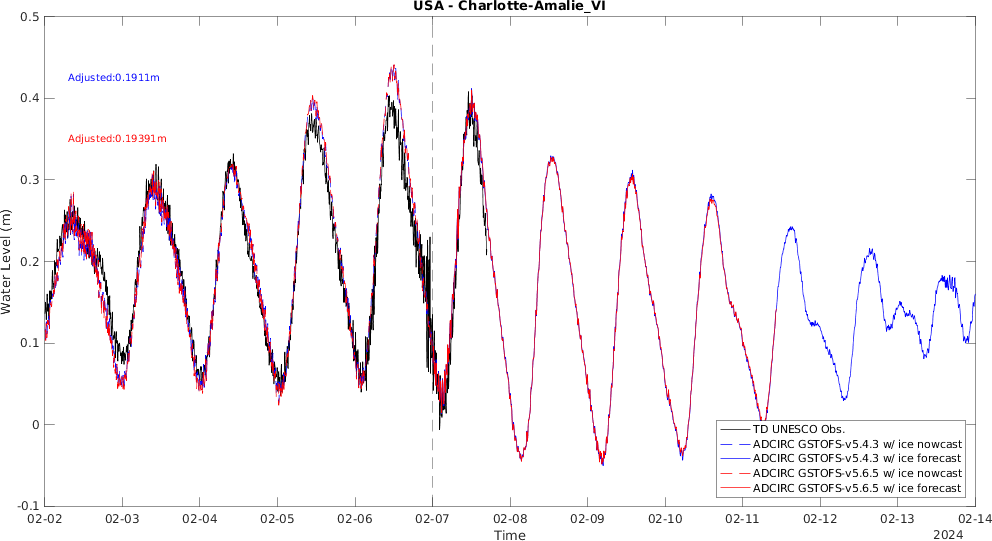 USA - Charlotte-Amalie_VI
0.5
Adjusted:0.1911m
0.4
Adjusted:0.19391m
0.3
Water Level (m)
0.2
0.1
0
TD UNESCO Obs.
ADCIRC GSTOFS-v5.4.3 w/ ice nowcast
ADCIRC GSTOFS-v5.4.3 w/ ice forecast
ADCIRC GSTOFS-v5.6.5 w/ ice nowcast
ADCIRC GSTOFS-v5.6.5 w/ ice forecast
-0.1
02-02 02-03 02-04 02-05 02-06 02-07 02-08 02-09 02-10 02-11 02-12 02-13 02-14
Time
2024